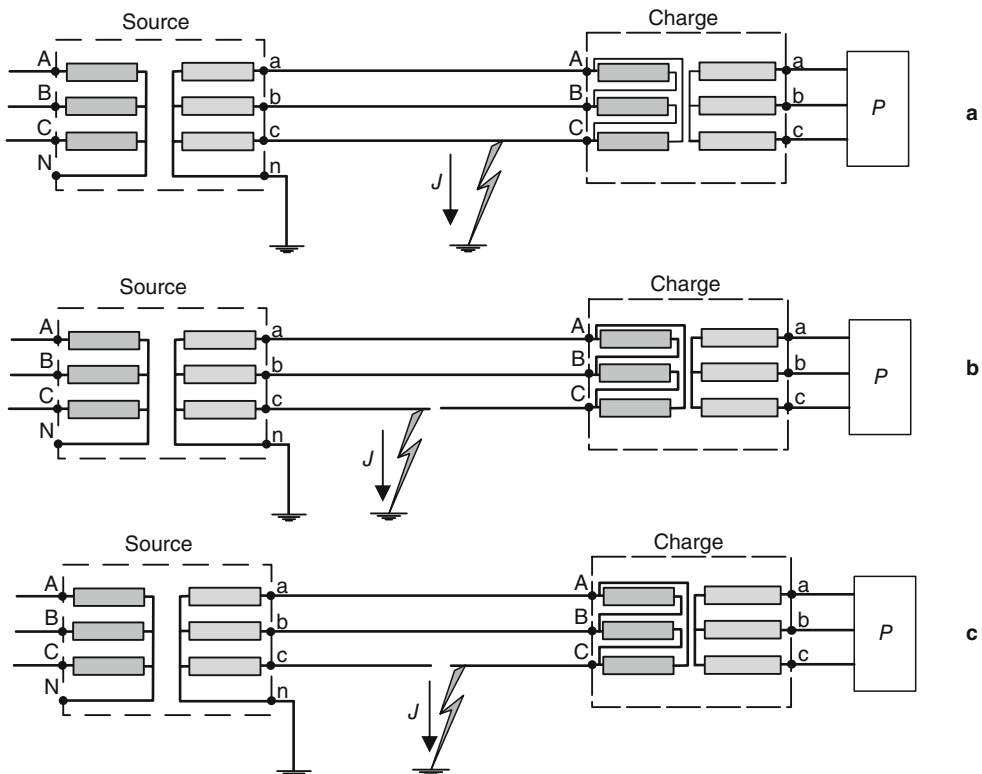 Source Charge
A a A a
B b B b P a
C c C c
N n
J
Source Charge
A a A a
B b B b P b
C c C c
N n
J
Source Charge
A a A a
B b B b P c
C c C c
N n
J